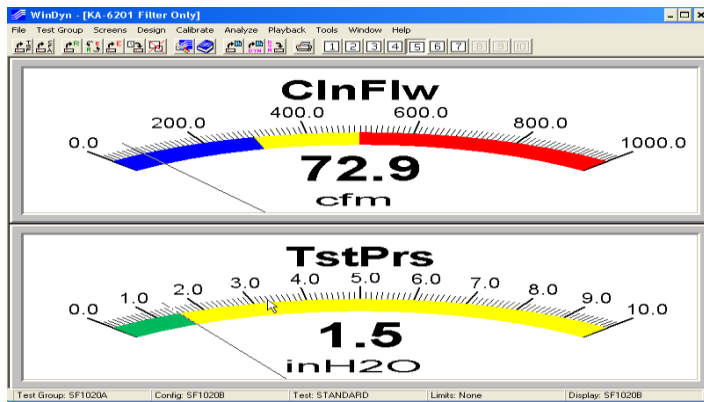 WinDyn - [KA-6201 Filter Only]
File Test Group Screens Design Calibrate Analyze Playback Tools Window Help
1 2 3 4 5 6 7 8 9 10
ClnFlw
0.0 200.0 400.0 600.0 800.0 1000.0
72.9
cfm
TstPrs
0.0 1.0 2.0 3.0 4.0 5.0 6.0 7.0 8.0 9.0 10.0
1.5
inH2O
Test Group: SF1020A Config: SF1020B Test: STANDARD Limits: None Display: SF1020B